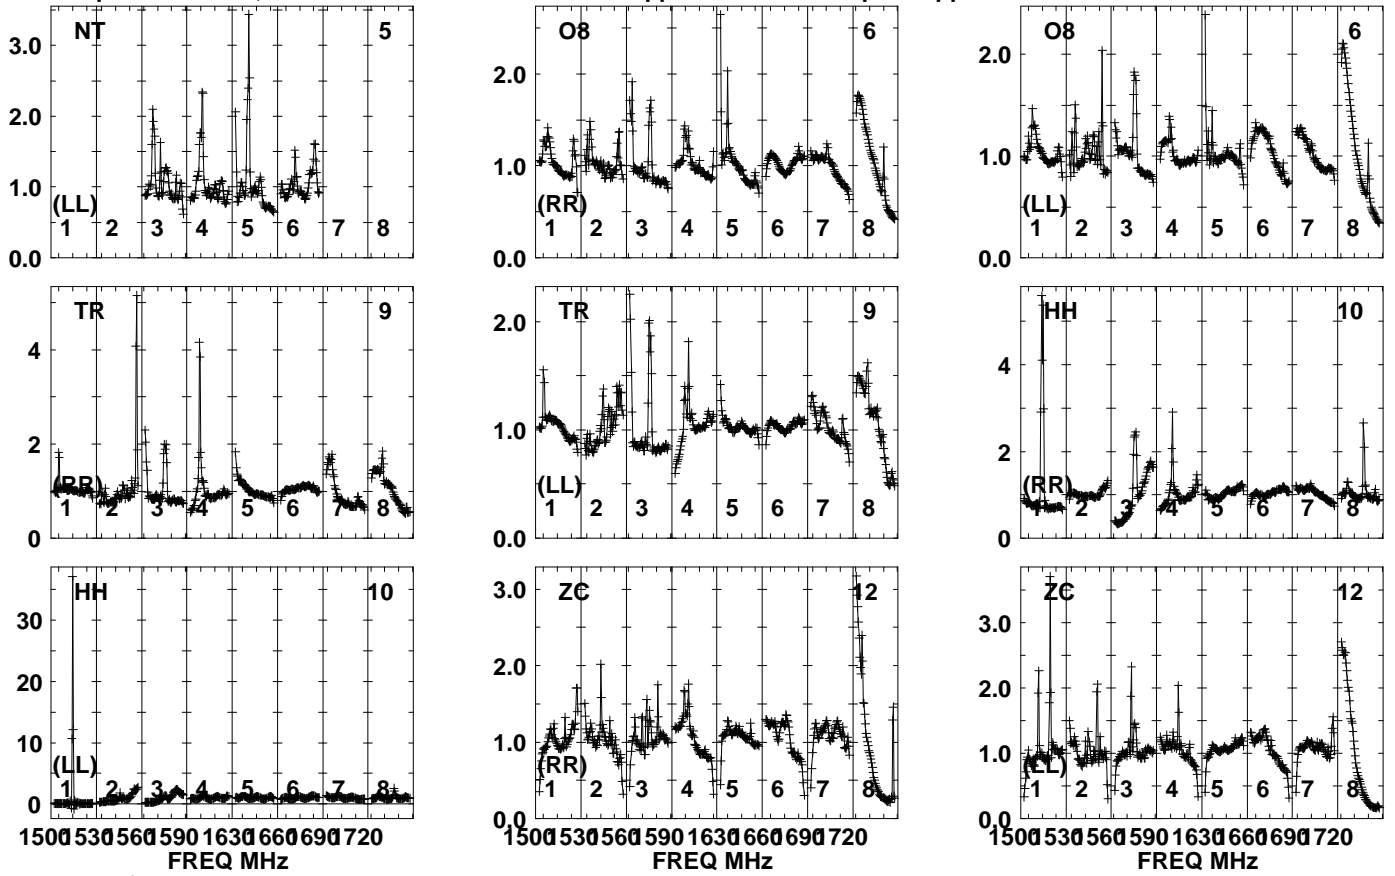 NT 5 O8 6 O8 6
3.0 2.0 2.0
2.0
1.0 1.0 1.0
(LL) (RR) (LL)
1 2 3 4 5 6 7 8 1 2 3 4 5 6 7 8 1 2 3 4 5 6 7 8
0.0 0.0 0.0
TR 9 TR 9 HH 10
4 2.0 4
2 1.0 2
(RR) (LL) (RR)
1 2 3 4 5 6 7 8 1 2 3 4 5 6 7 8 1 2 3 4 5 6 7 8
0 0.0 0
HH 10 ZC 12 ZC 12
30 3.0 3.0
20 2.0 2.0
10 1.0 1.0
(LL) (RR) (LL)
1 2 3 4 5 6 7 8 1 2 3 4 5 6 7 8 1 2 3 4 5 6 7 8
0 0.0 0.0
1500 1530 1560 1590 1630 1660 1690 1720 1500 1530 1560 1590 1630 1660 1690 1720 1500 1530 1560 1590 1630 1660 1690 1720
FREQ MHz FREQ MHz FREQ MHz